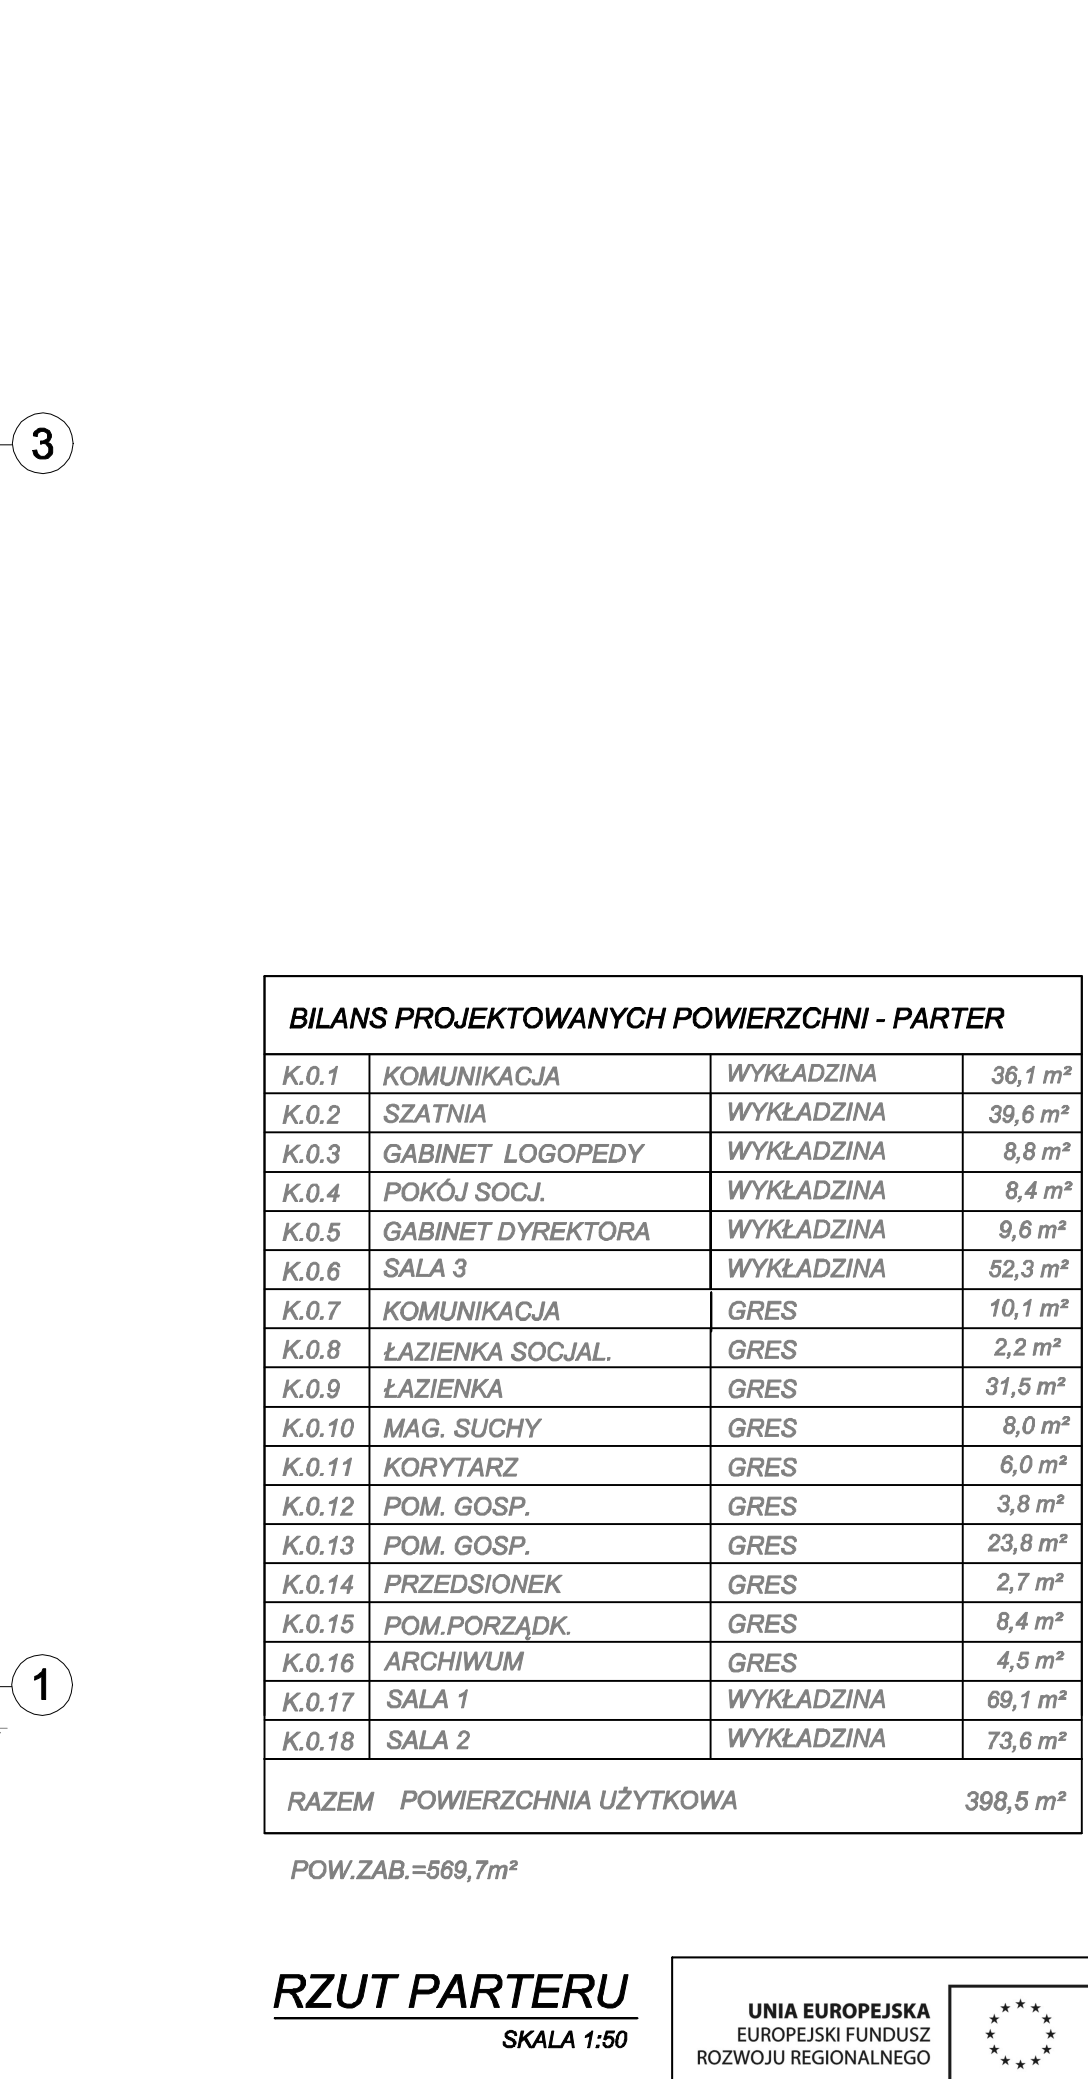 3
BILANS PROJEKTOWANYCH POWIERZCHNI - PARTER
K.0.1 KOMUNIKACJA WYKŁADZINA 36,1 m²
K.0.2 SZATNIA WYKŁADZINA 39,6 m²
K.0.3 GABINET LOGOPEDY WYKŁADZINA 8,8 m²
K.0.4 POKÓJ SOCJ. WYKŁADZINA 8,4 m²
K.0.5 GABINET DYREKTORA WYKŁADZINA 9,6 m²
K.0.6 SALA 3 WYKŁADZINA 52,3 m²
K.0.7 KOMUNIKACJA GRES 10,1 m²
K.0.8 ŁAZIENKA SOCJAL. GRES 2,2 m²
K.0.9 ŁAZIENKA GRES 31,5 m²
K.0.10 MAG. SUCHY GRES 8,0 m²
K.0.11 KORYTARZ GRES 6,0 m²
K.0.12 POM. GOSP. GRES 3,8 m²
K.0.13 POM. GOSP. GRES 23,8 m²
K.0.14 PRZEDSIONEK GRES 2,7 m²
K.0.15 POM.PORZĄDK. GRES 8,4 m²
K.0.16 ARCHIWUM GRES 4,5 m²
1
K.0.17 SALA 1 WYKŁADZINA 69,1 m²
K.0.18 SALA 2 WYKŁADZINA 73,6 m²
RAZEM POWIERZCHNIA UŻYTKOWA 398,5 m²
POW.ZAB.=569,7m²
RZUT PARTERU
SKALA 1:50
UNIA EUROPEJSKA
EUROPEJSKI FUNDUSZ
ROZWOJU REGIONALNEGO